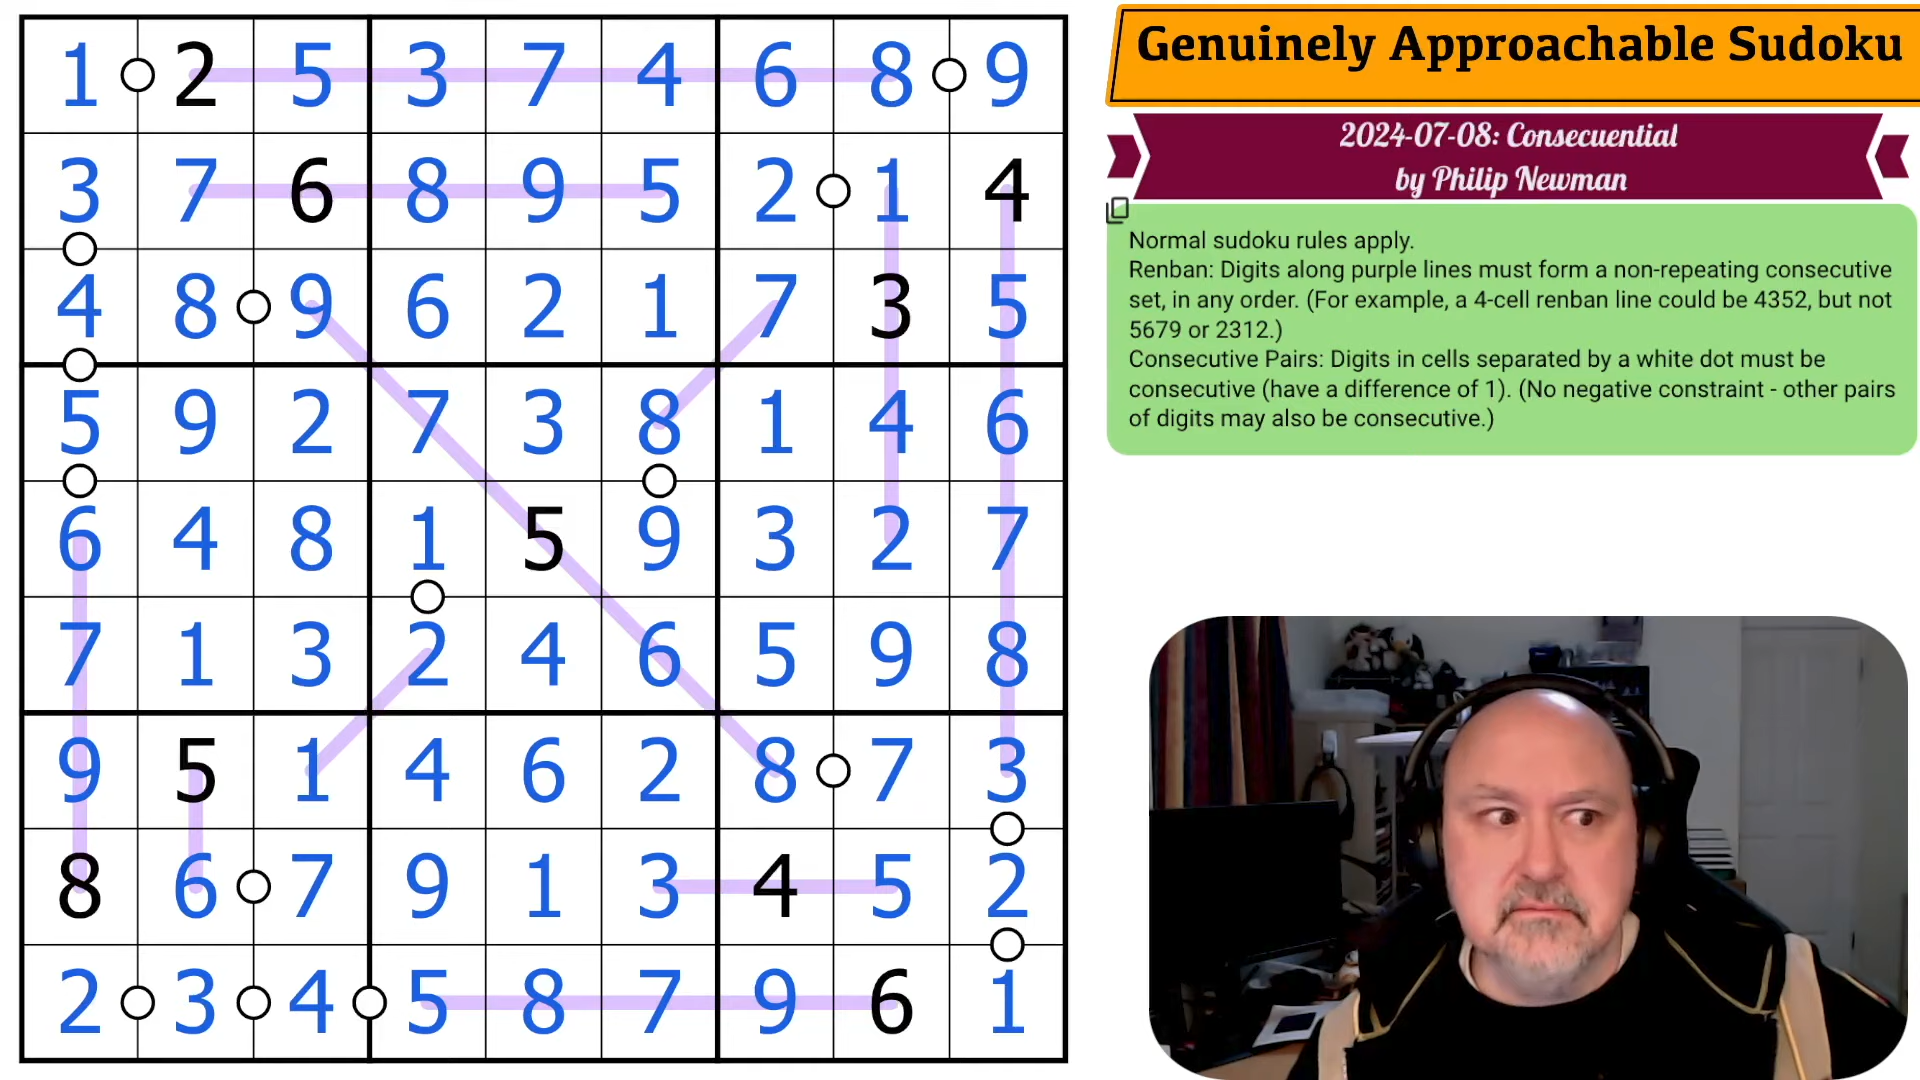 1 2 5 3 7 4 6 8 9
3 7 6 8 9 5 2 1 4
4 8 9 6 2 1 7 3 5
5 9 2 7 3 8 1 4 6
6 4 8 1 5 9 3 2 7
7 1 3 2 4 6 5 9 8
9 5 1 4 6 2 8 7 3
8 6 7 9 1 3 4 5 2
2 3 4 5 8 7 9 6 1
Genuinely Approachable Sudoku
2024-07-08: Consecuential
by Philip Newman
Normal sudoku rules apply.
Renban: Digits along purple lines must form a non-repeating consecutive
set, in any order. (For example, a 4-cell renban line could be 4352, but not
5679 or 2312.)
Consecutive Pairs: Digits in cells separated by a white dot must be
consecutive (have a difference of 1). (No negative constraint - other pairs
of digits may also be consecutive.)